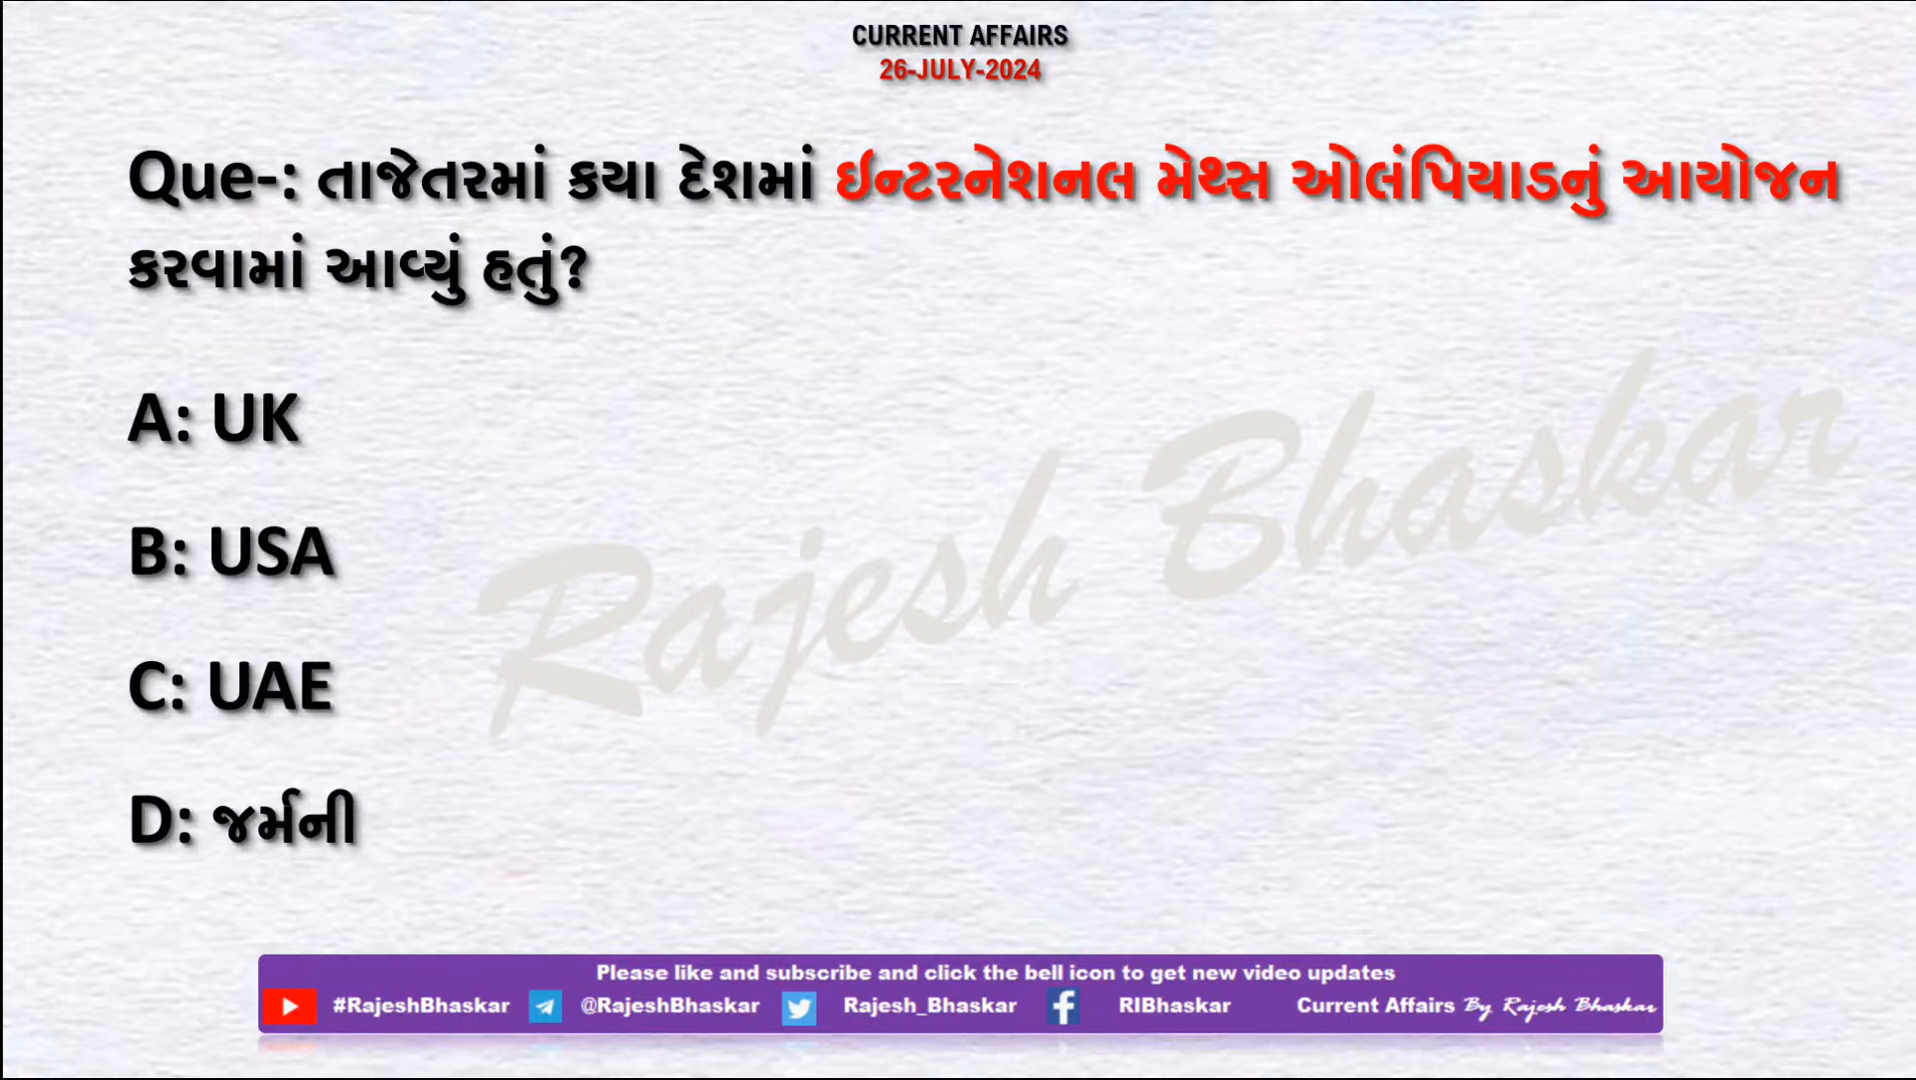 CURRENT AFFAIRS
26-JULY-2024
Que-: તાજેતરમાં કયા દેશમાં ઈન્ટરનેશનલ મેથ્સ ઓલંપિયાડનું આયોજન
કરવામાં આવ્યું હતું?
A: UK
B: USA
C: UAE
D: જર્મની
Rajesh Bhaskar
Please like and subscribe and click the bell icon to get new video updates
#RajeshBhaskar @RajeshBhaskar Rajesh_Bhaskar RIBhaskar Current Affairs By Rajesh Bhaskar